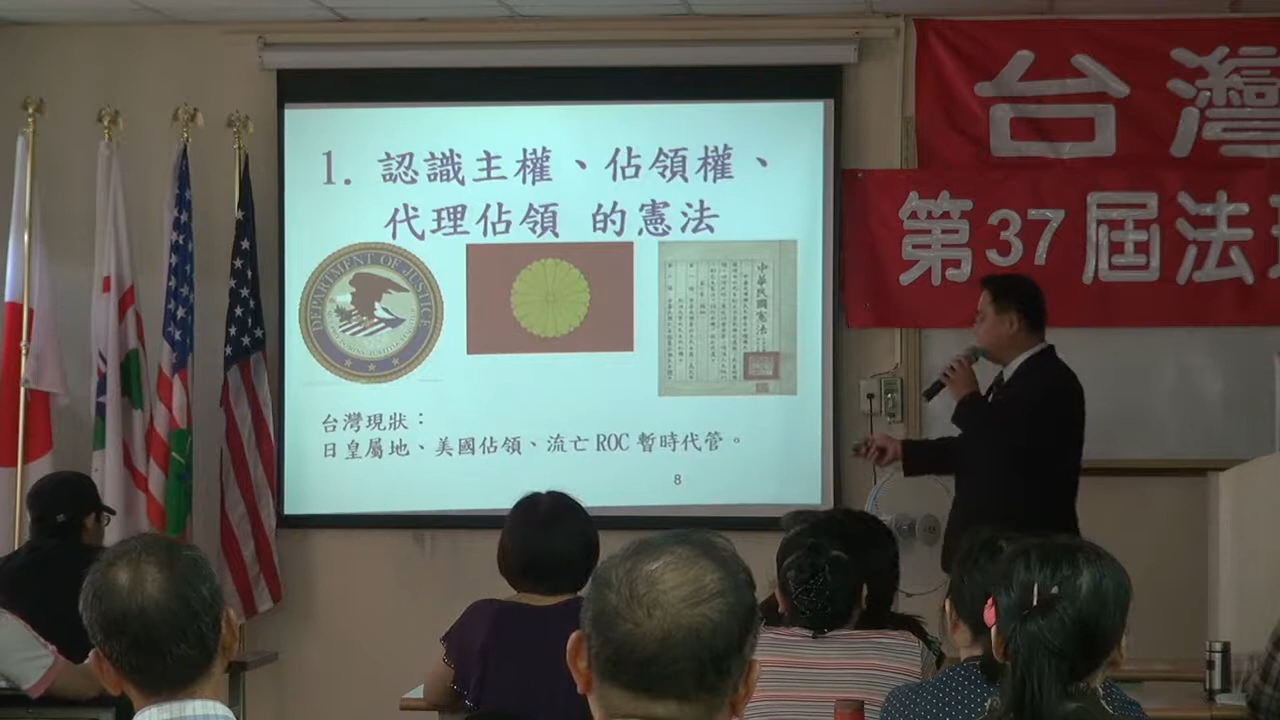 1. 認識主權、佔領權、
代理佔領 的憲法
DEPARTMENT OF JUSTICE
中華民國憲法
台灣現狀：
日皇屬地、美國佔領、流亡 ROC 暫時代管。
8
台灣
第37屆法